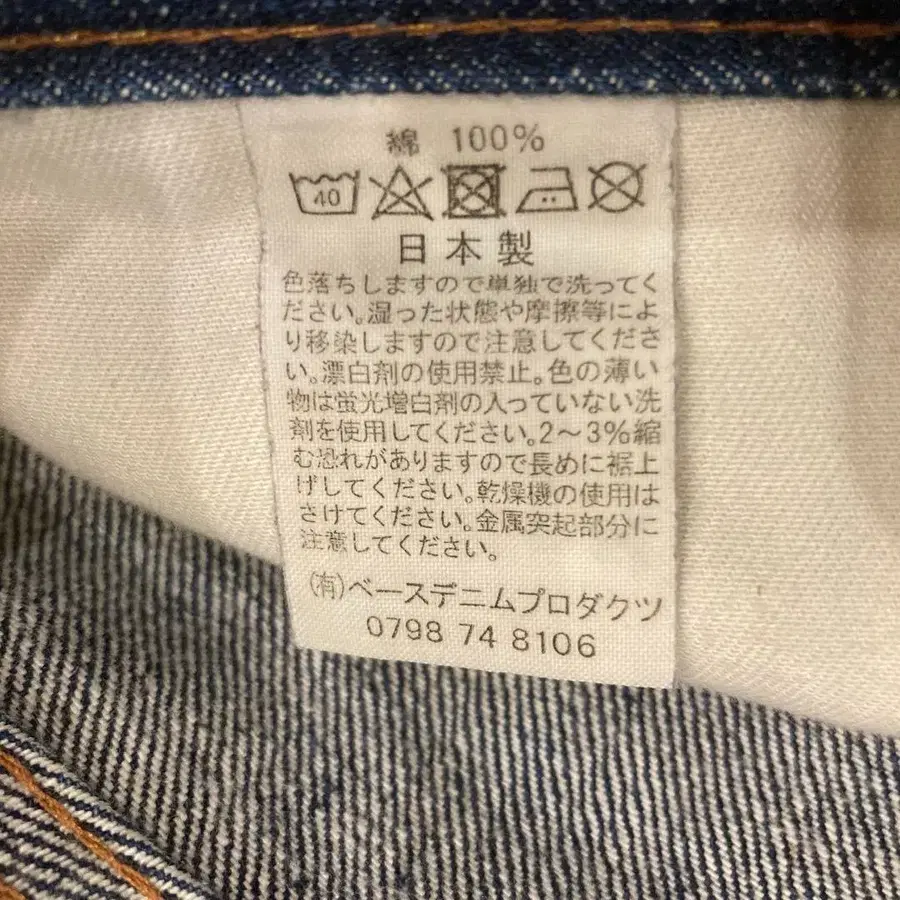 綿 100%
40
日本製
色落ちしますので単独で洗ってく
ださい。湿った状態や摩擦等によ
り移染しますので注意してくださ
い。漂白剤の使用禁止。色の薄い
物は蛍光増白剤の入っていない洗
剤を使用してください。2～3%縮
む恐れがありますので長めに裾上
げしてください。乾燥機の使用は
さけてください。金属突起部分に
注意してください。
(有)ベースデニムプロダクツ
0798 74 8106